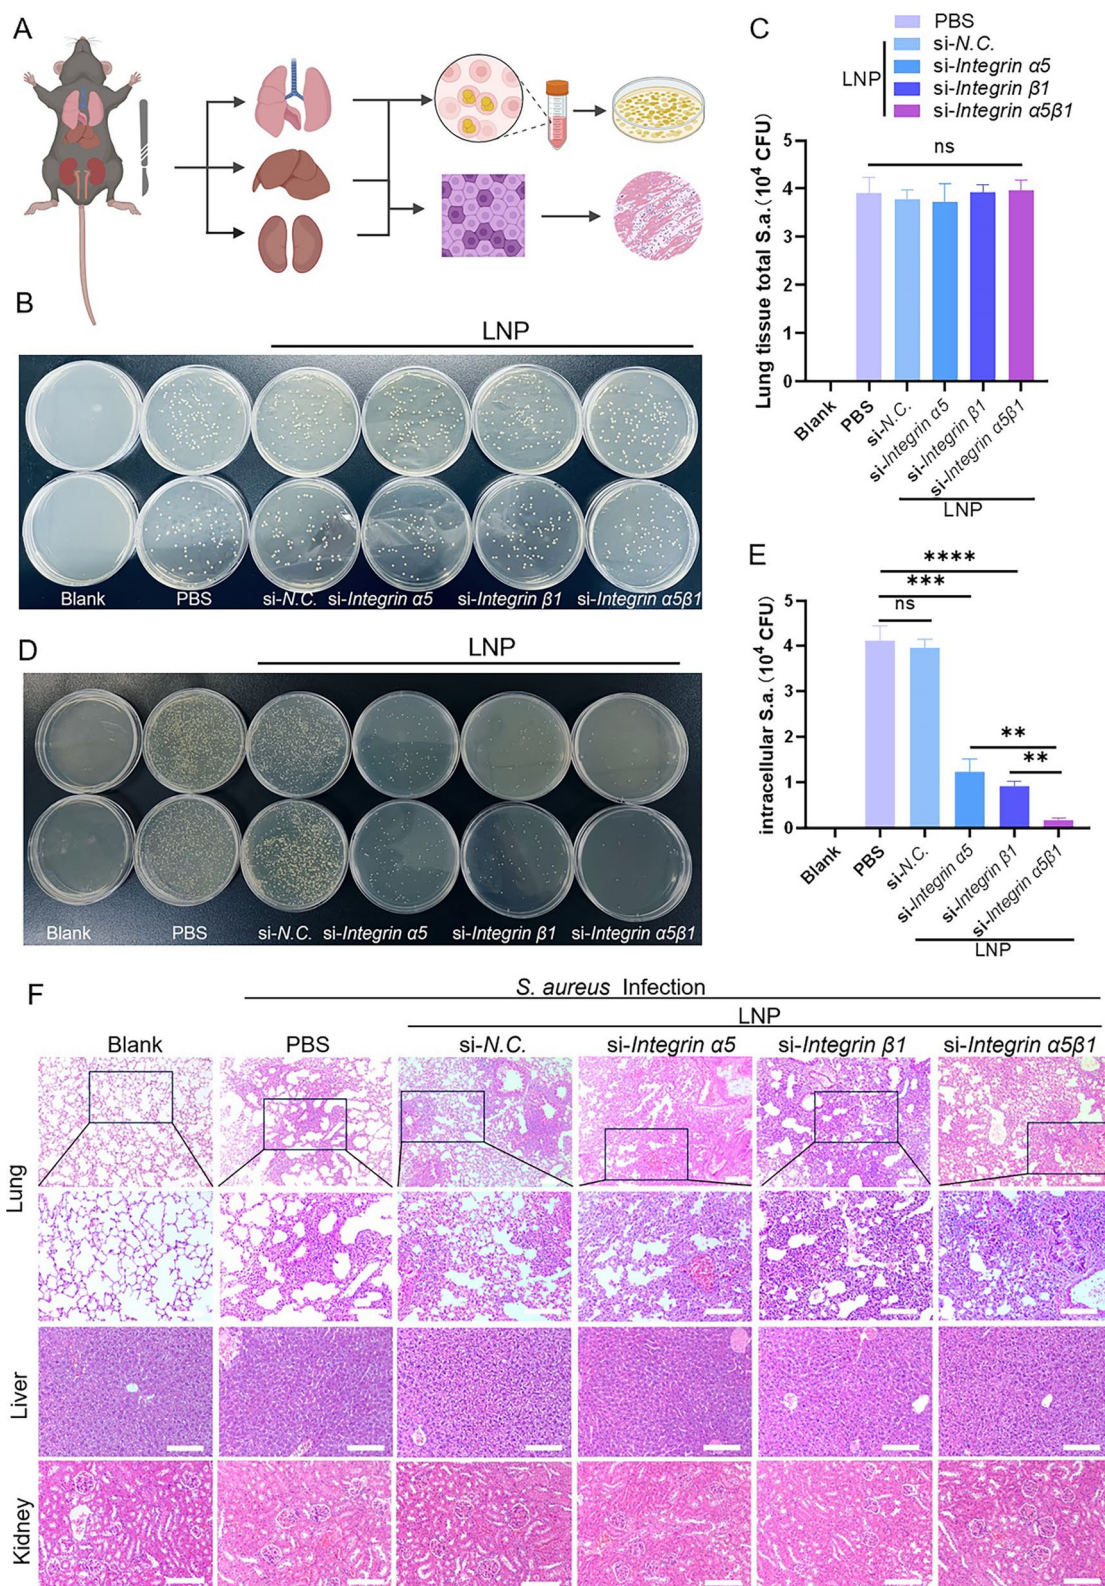 A
C
PBS
si-N.C.
si-Integrin α5
si-Integrin β1
si-Integrin α5β1
LNP
Lung tissue total S.a.(10⁴ CFU)
5
4
3
2
1
0
ns
Blank
PBS
si-N.C.
si-Integrin α5
si-Integrin β1
si-Integrin α5β1
LNP
B
LNP
Blank PBS si-N.C. si-Integrin α5 si-Integrin β1 si-Integrin α5β1
D
LNP
Blank PBS si-N.C. si-Integrin α5 si-Integrin β1 si-Integrin α5β1
E
intracellular S.a.(10⁴ CFU)
5
4
3
2
1
0
****
***
ns
**
**
Blank
PBS
si-N.C.
si-Integrin α5
si-Integrin β1
si-Integrin α5β1
LNP
F
S. aureus Infection
LNP
Blank PBS si-N.C. si-Integrin α5 si-Integrin β1 si-Integrin α5β1
Lung
Liver
Kidney